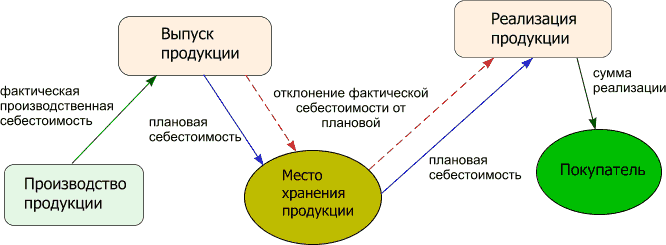 Выпуск
продукции
Реализация
продукции
фактическая
производственная
себестоимость
отклонение фактической
себестоимости от
плановой
сумма
реализации
плановая
себестоимость
плановая
себестоимость
Производство
продукции
Место
хранения
продукции
Покупатель